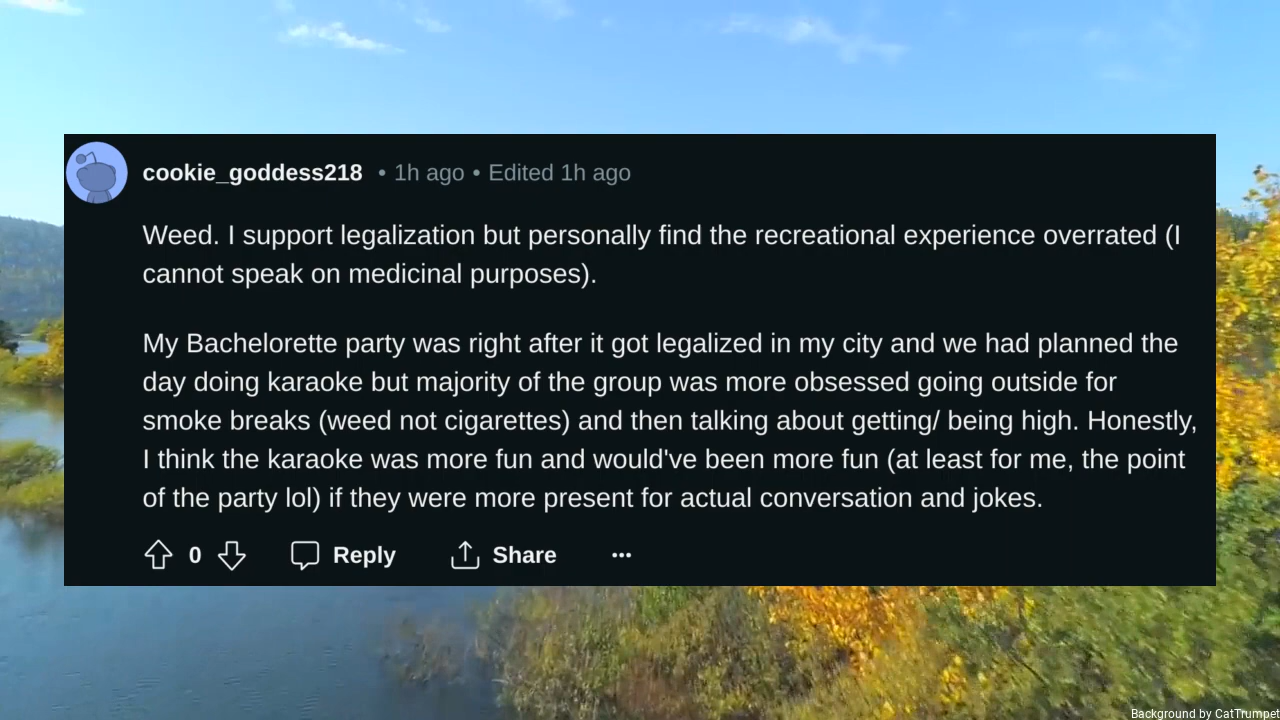 cookie_goddess218 • 1h ago • Edited 1h ago
Weed. I support legalization but personally find the recreational experience overrated (I
cannot speak on medicinal purposes).
My Bachelorette party was right after it got legalized in my city and we had planned the
day doing karaoke but majority of the group was more obsessed going outside for
smoke breaks (weed not cigarettes) and then talking about getting/ being high. Honestly,
I think the karaoke was more fun and would've been more fun (at least for me, the point
of the party lol) if they were more present for actual conversation and jokes.
0 Reply Share ···
Background by CatTrumpet